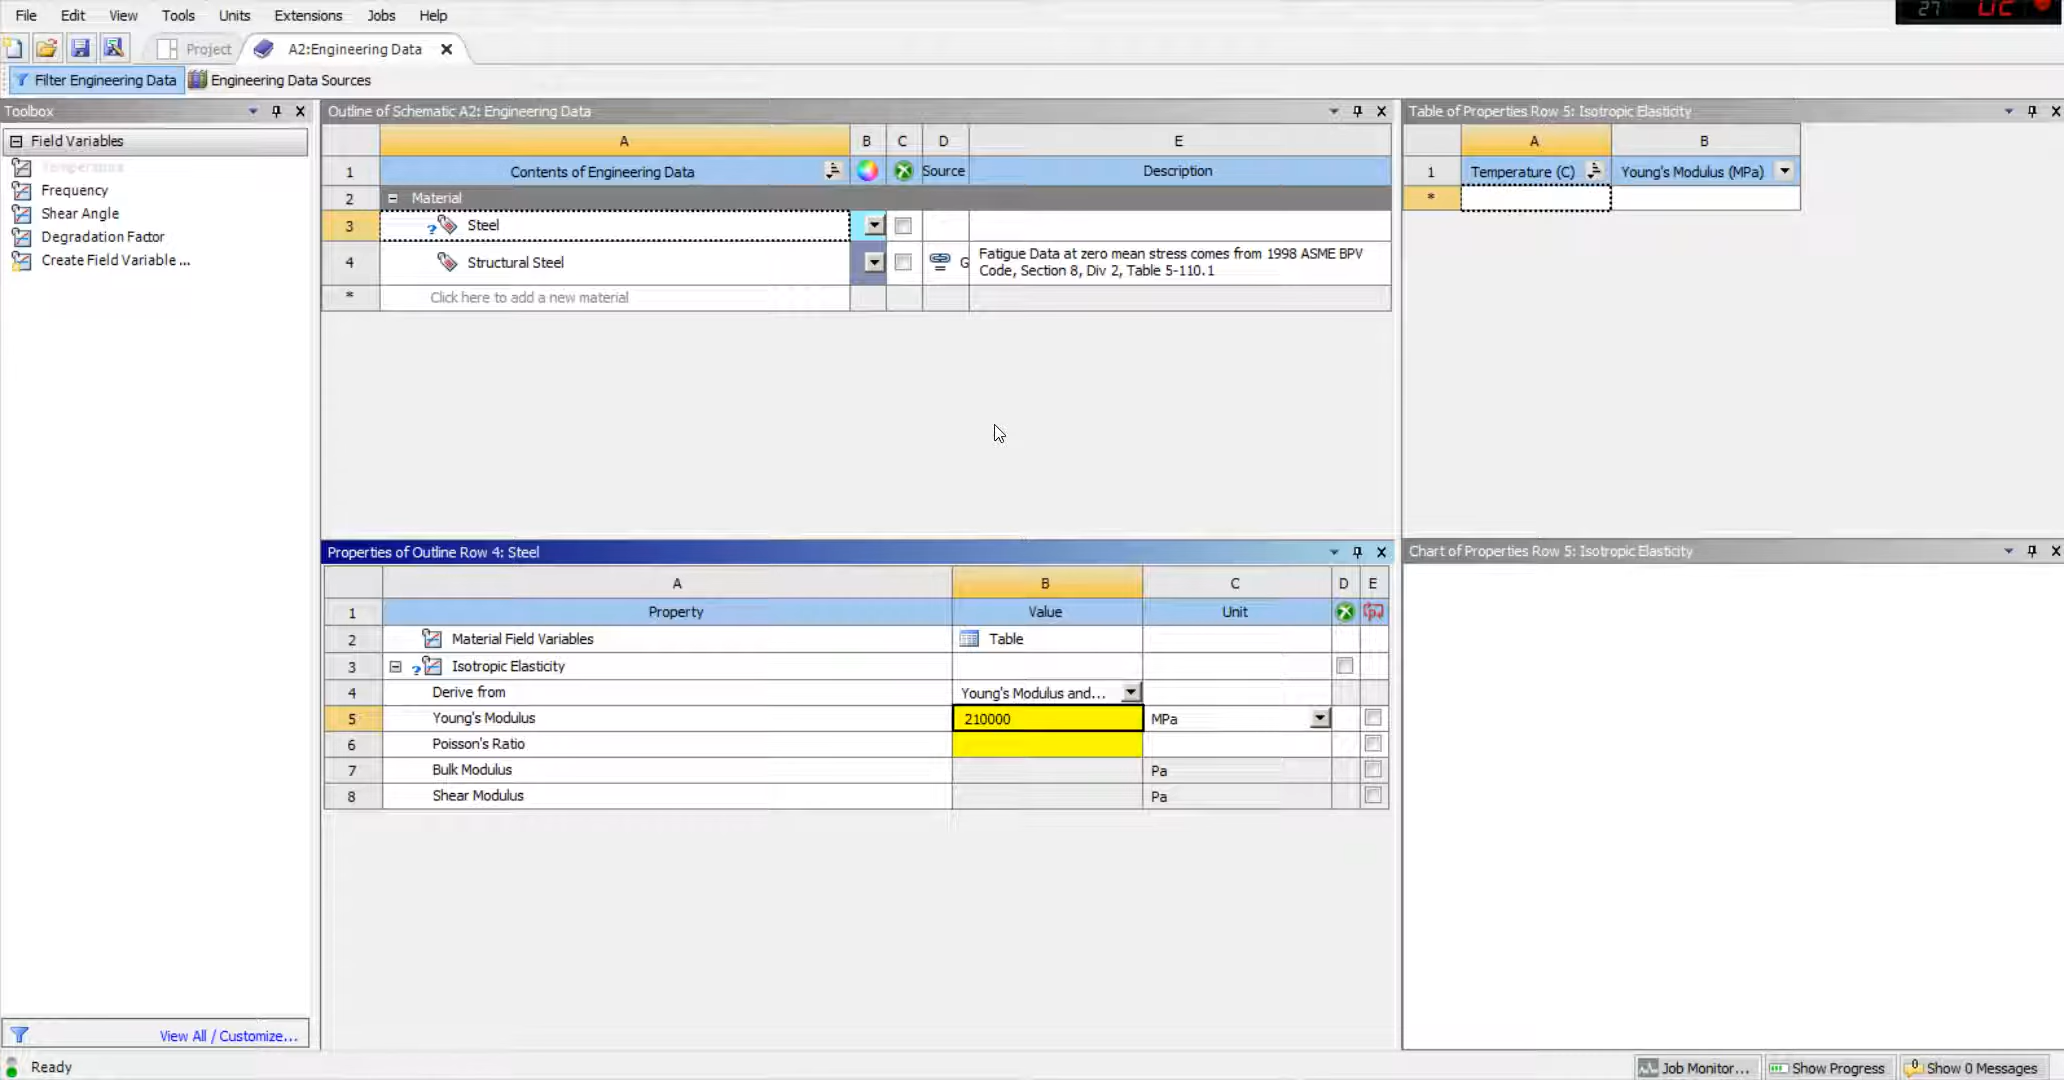 File Edit View Tools Units Extensions Jobs Help
27
Project A2:Engineering Data
Filter Engineering Data Engineering Data Sources
Toolbox
Field Variables
Temperature
Frequency
Shear Angle
Degradation Factor
Create Field Variable ...
View All / Customize...
Outline of Schematic A2: Engineering Data
A B C D E
1 Contents of Engineering Data Source Description
2 Material
3 ? Steel
4 Structural Steel G Fatigue Data at zero mean stress comes from 1998 ASME BPV
Code, Section 8, Div 2, Table 5-110.1
* Click here to add a new material
Table of Properties Row 5: Isotropic Elasticity
A B
1 Temperature (C) Young's Modulus (MPa)
*
Properties of Outline Row 4: Steel
A B C D E
1 Property Value Unit
2 Material Field Variables Table
3 ? Isotropic Elasticity
4 Derive from Young's Modulus and...
5 Young's Modulus 210000 MPa
6 Poisson's Ratio
7 Bulk Modulus Pa
8 Shear Modulus Pa
Chart of Properties Row 5: Isotropic Elasticity
Ready
Job Monitor... Show Progress Show 0 Messages